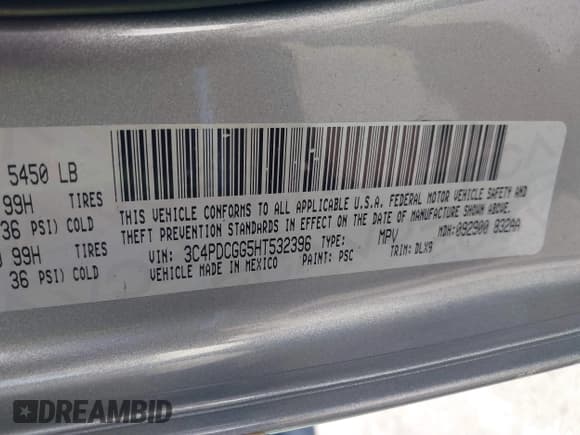 5450 LB
99H TIRES
36 PSI) COLD
99H TIRES
36 PSI) COLD
THIS VEHICLE CONFORMS TO ALL APPLICABLE U.S.A. FEDERAL MOTOR VEHICLE SAFETY AND
THEFT PREVENTION STANDARDS IN EFFECT ON THE DATE OF MANUFACTURE SHOWN ABOVE.
VIN: 3C4PDCGG5HT532396 TYPE: MPV MDH: 092900 832AA
VEHICLE MADE IN MEXICO PAINT: PSC TRIM: DLX9
DREAMBID